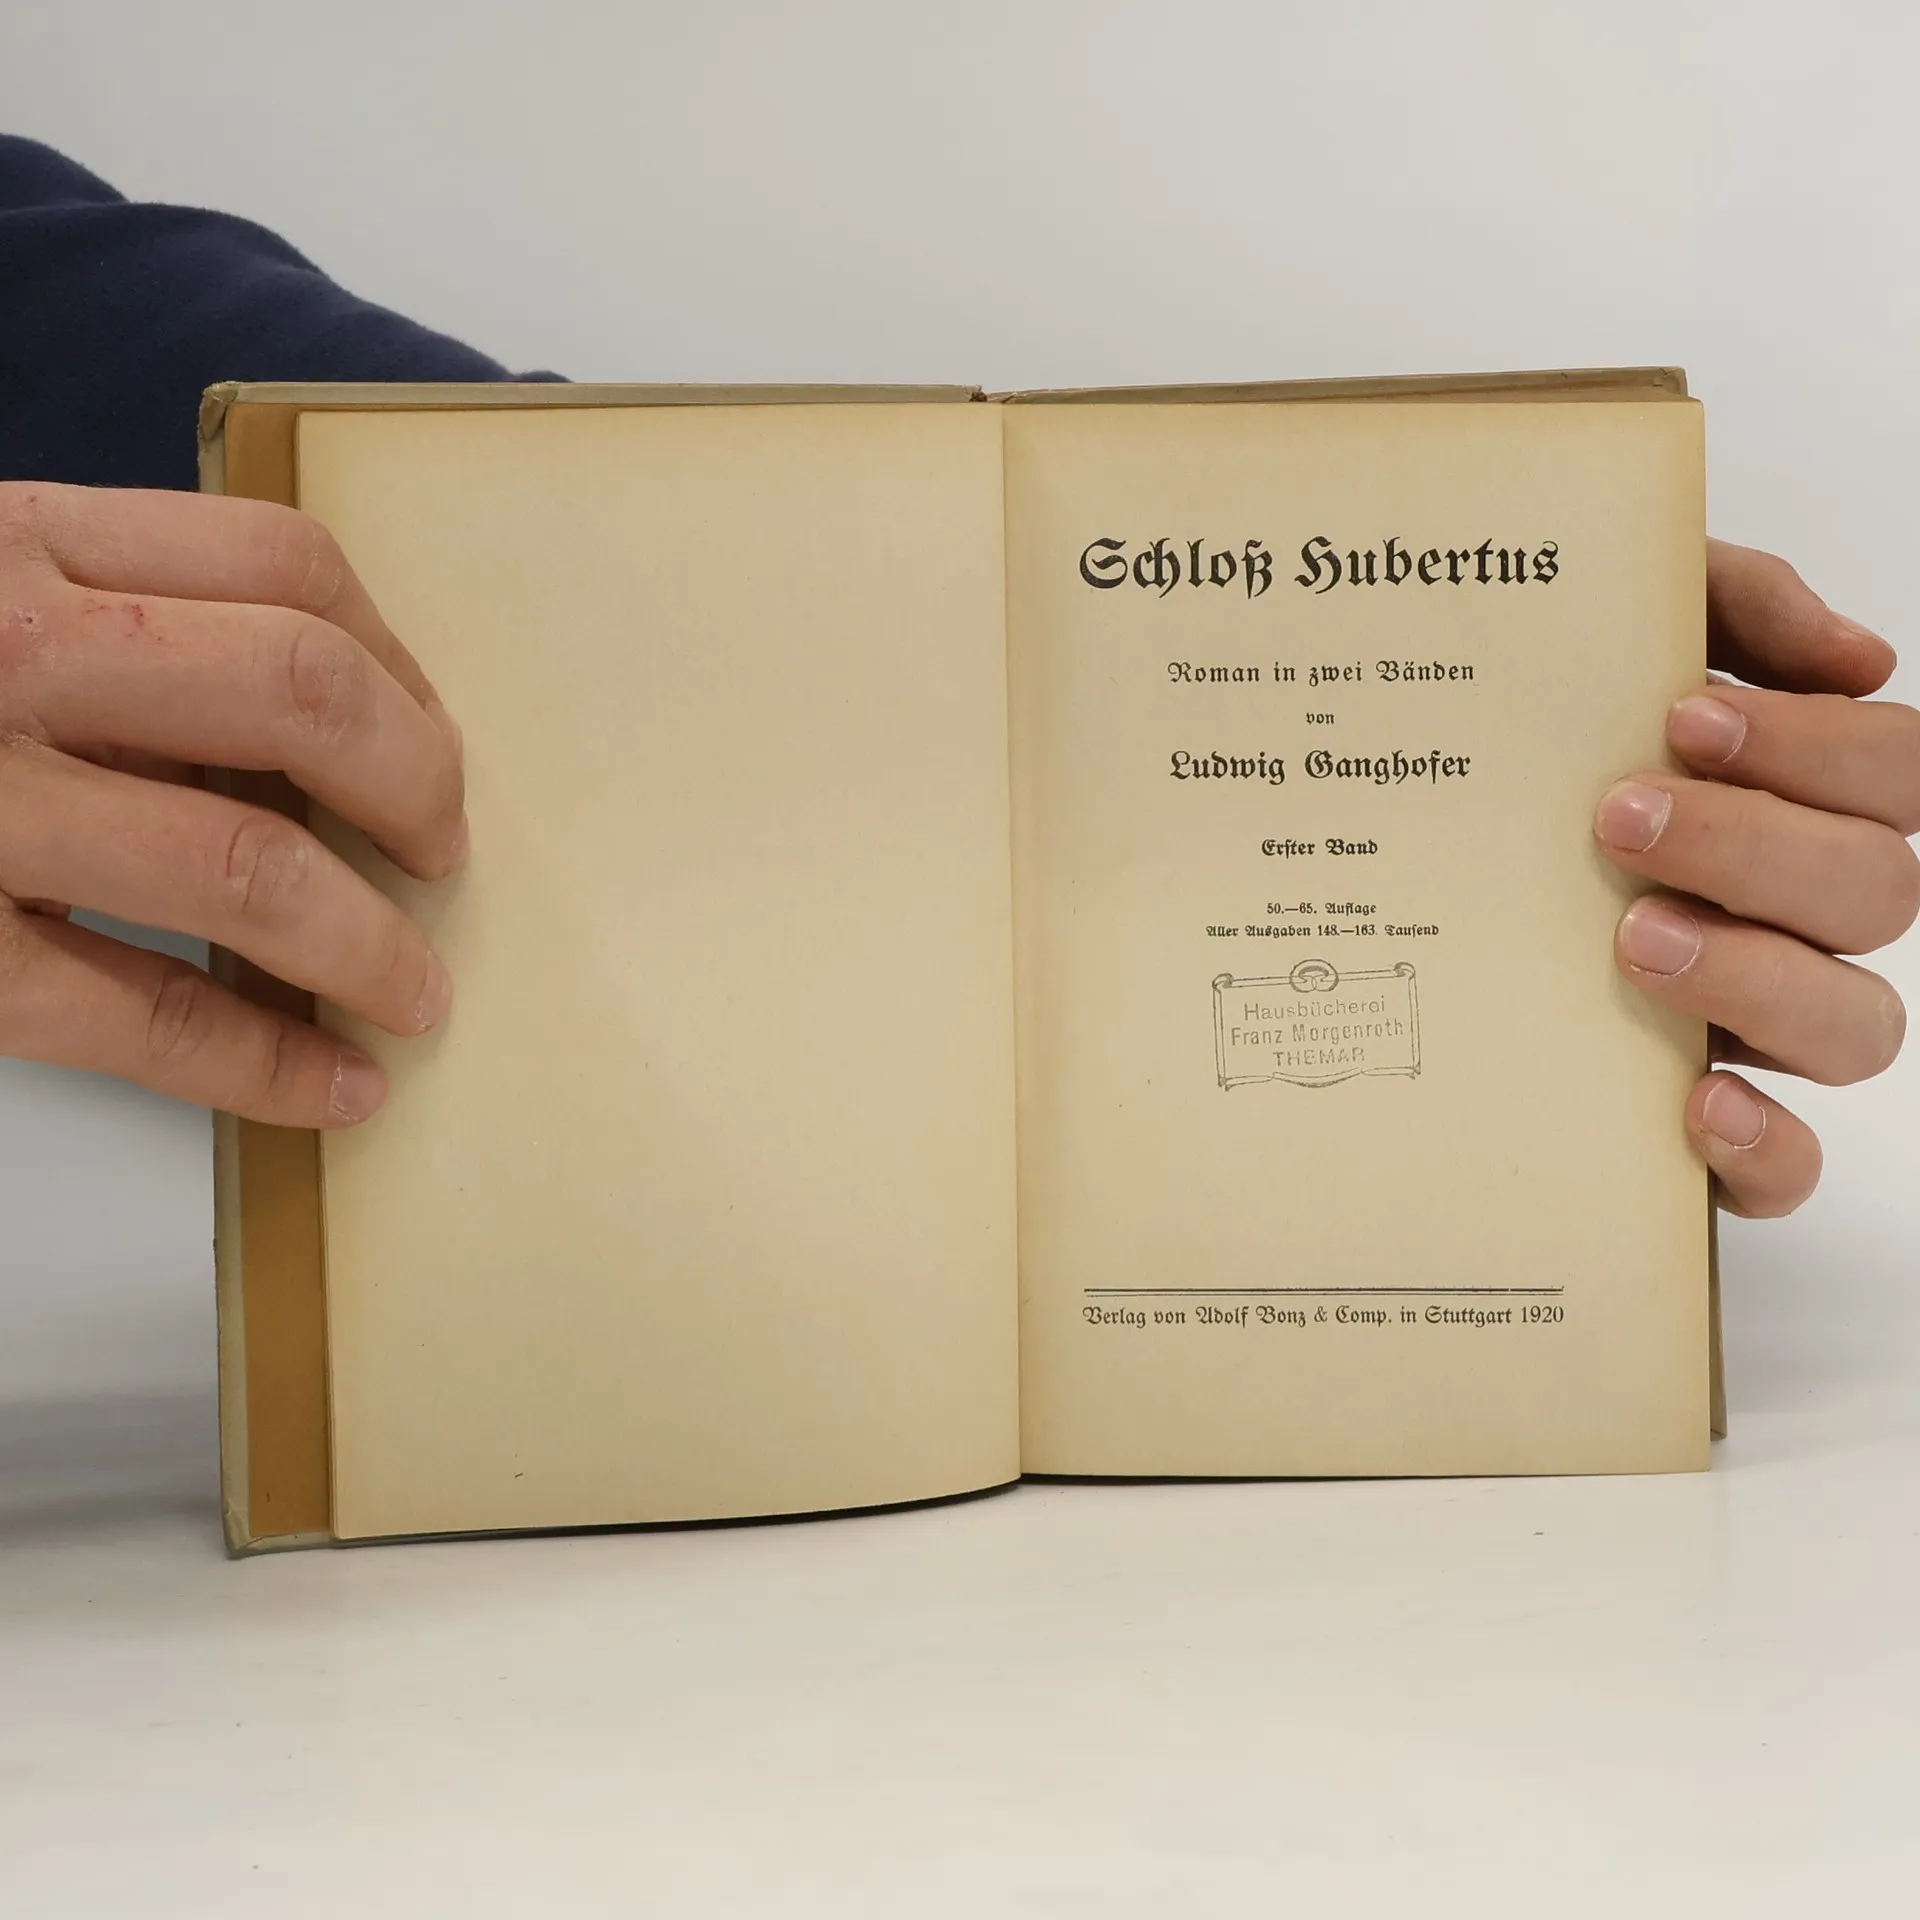 Schloß Hubertus
Roman in zwei Bänden
von
Ludwig Ganghofer
Erster Band
50.—65. Auflage
Aller Ausgaben 148.—163. Tausend
Hausbücherei
Franz Morgenroth
THEMAR
Verlag von Adolf Bonz & Comp. in Stuttgart 1920